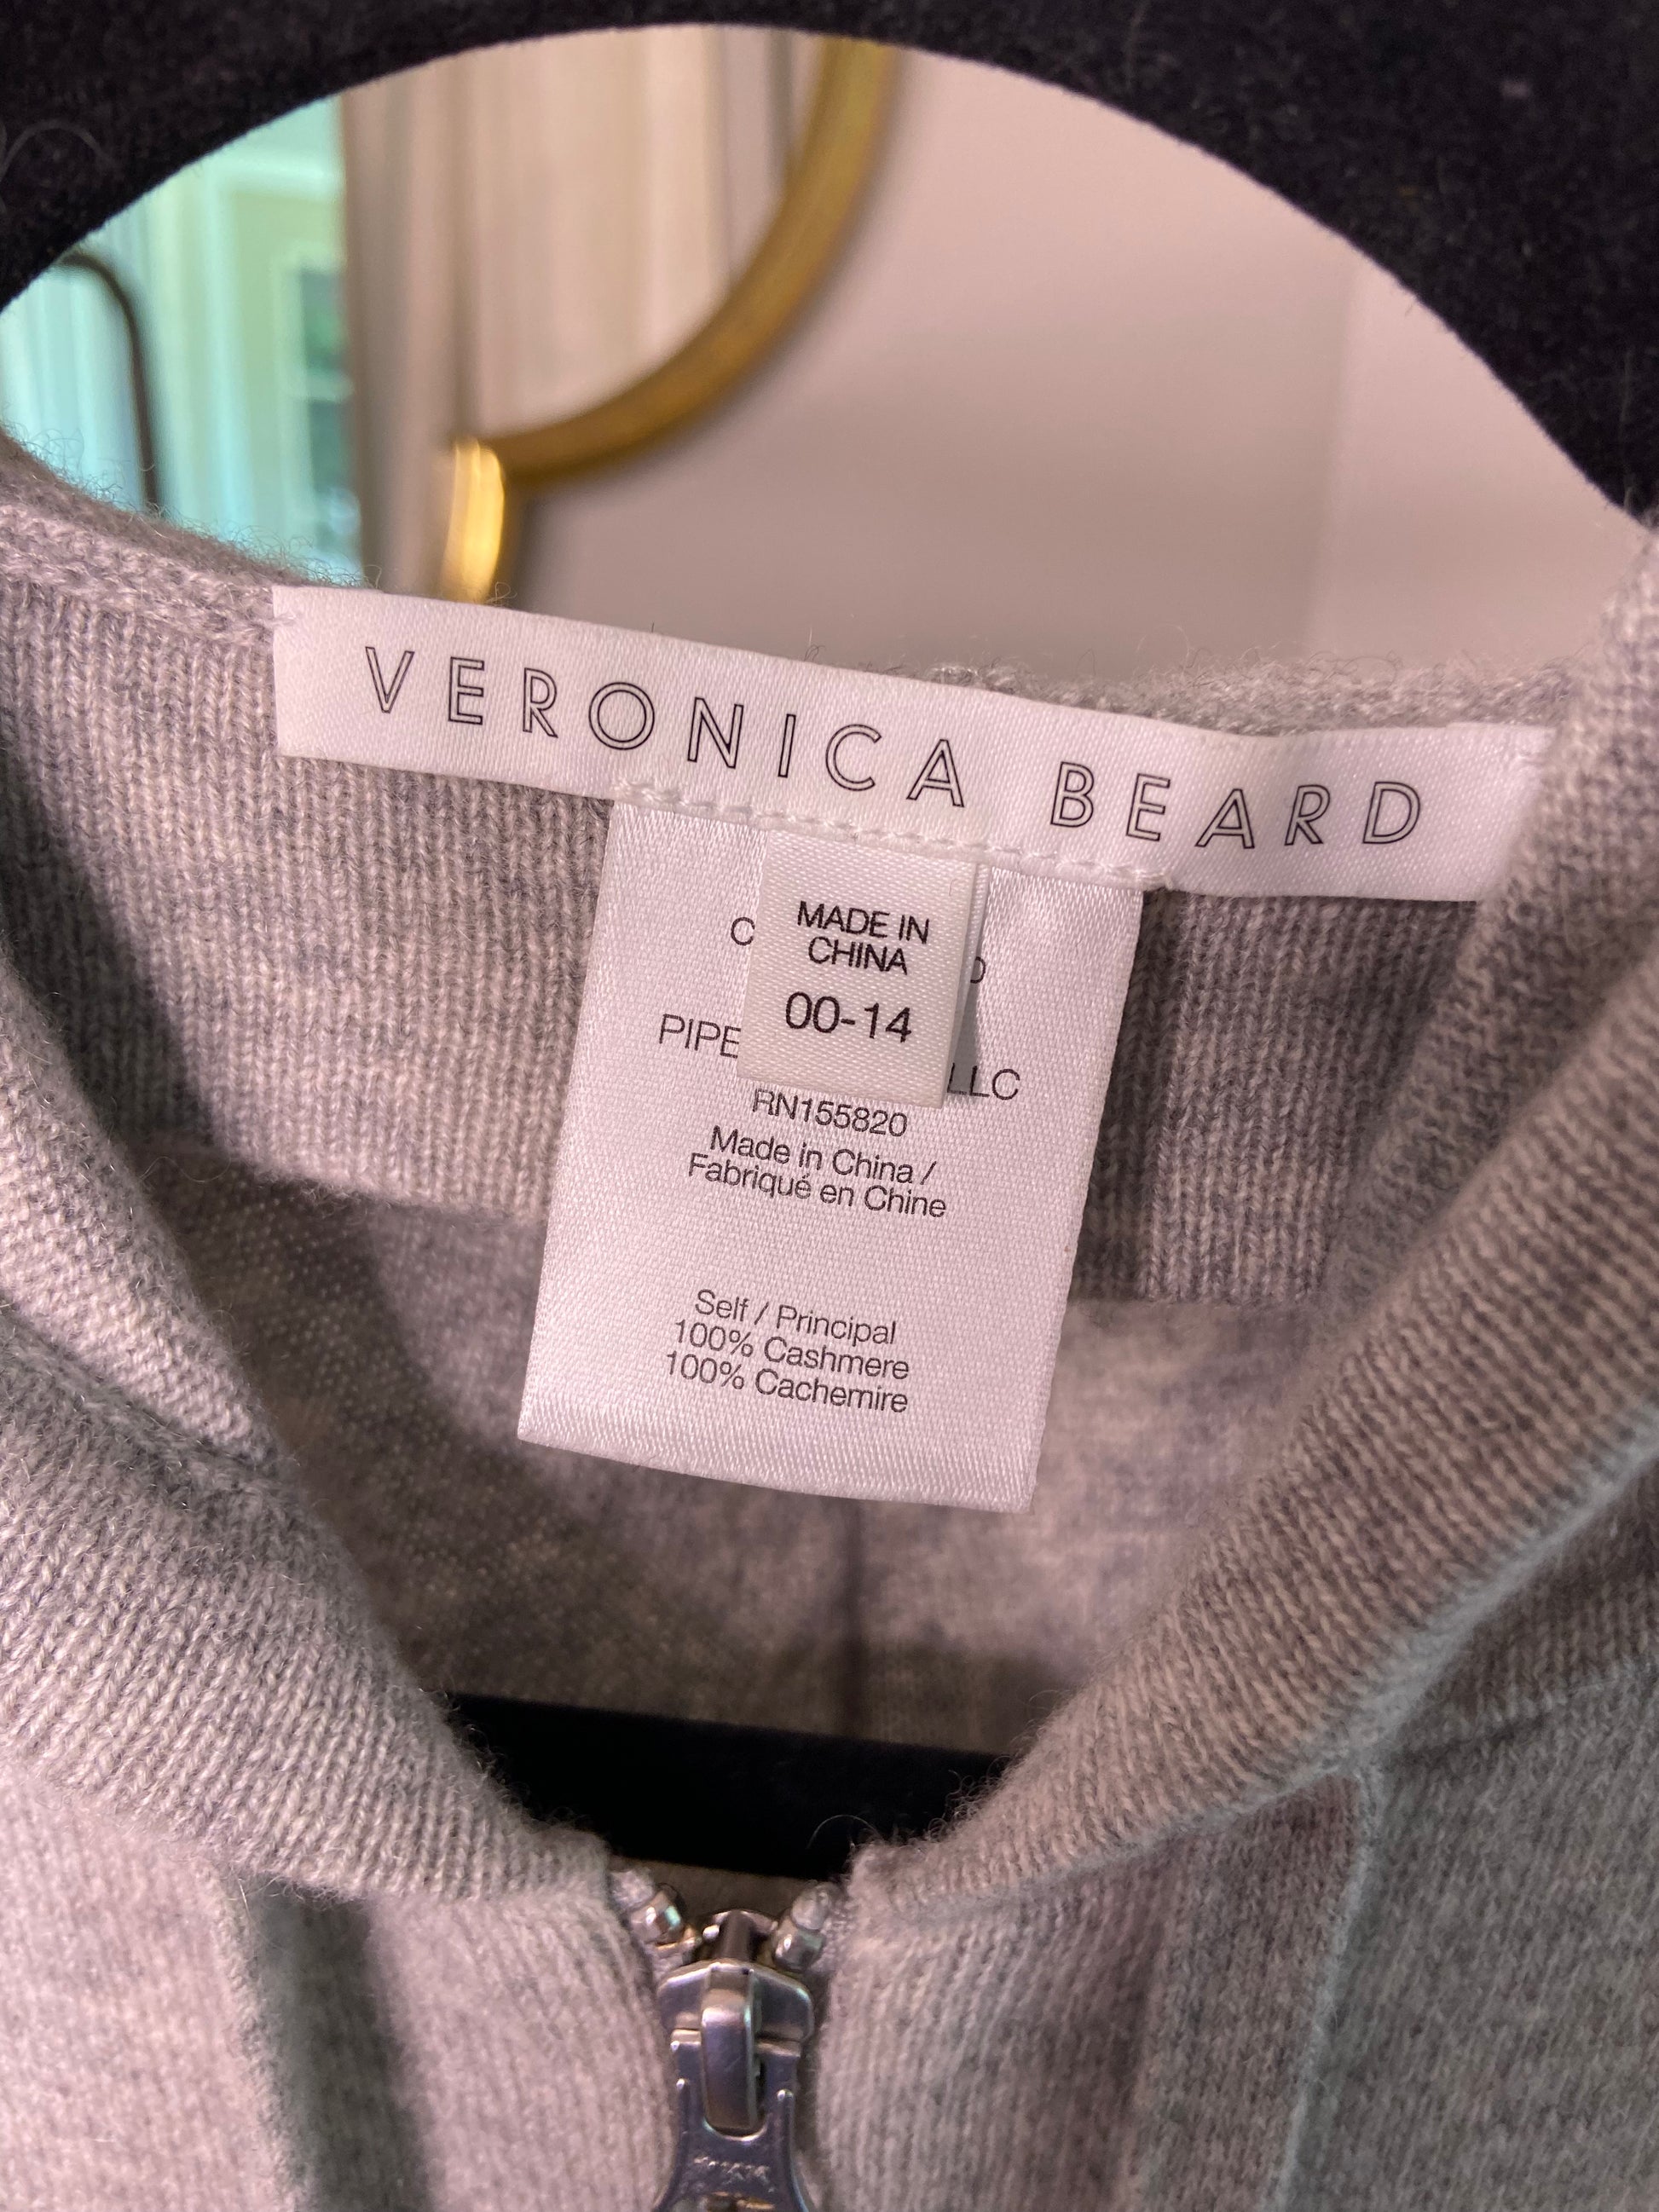 VERONICA BEARD
MADE IN
CHINA
00-14
LLC
RN155820
Made in China /
Fabriqué en Chine
Self / Principal
100% Cashmere
100% Cachemire